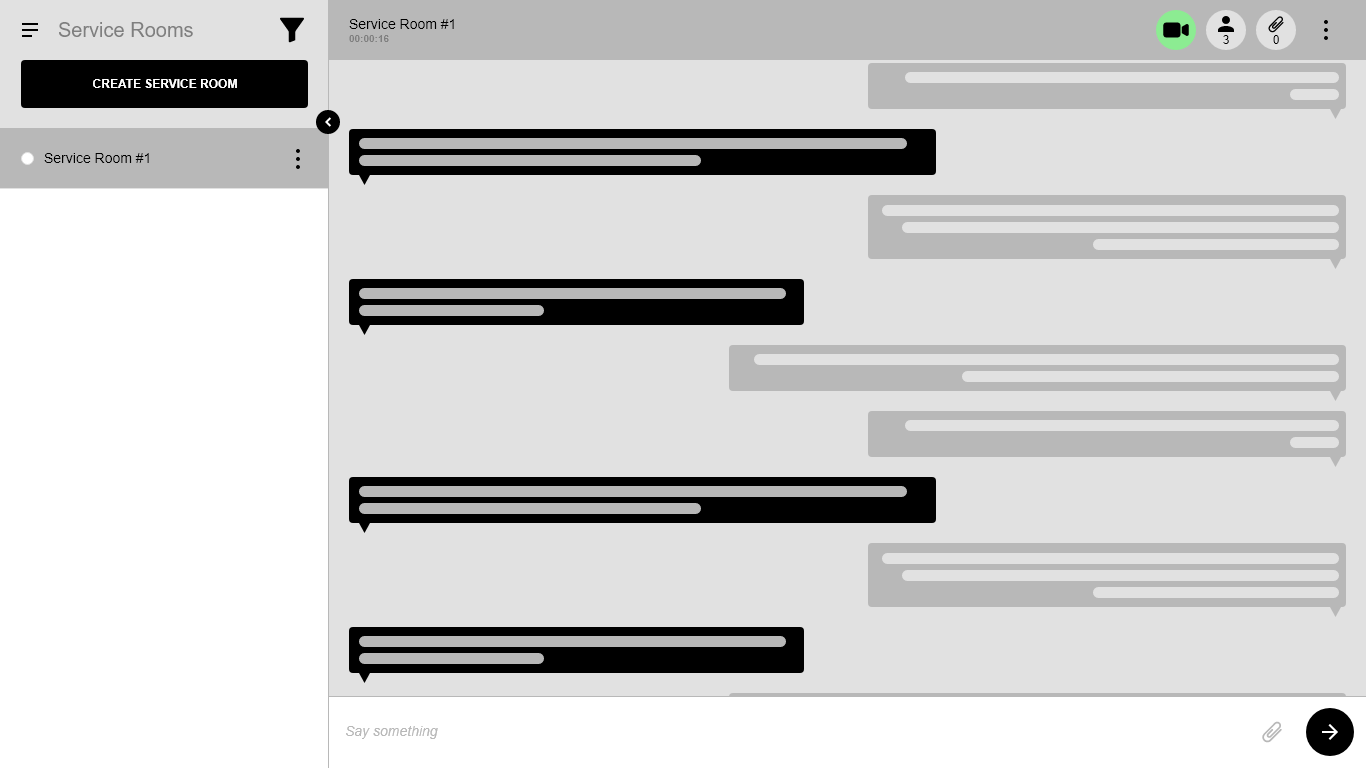 Service Rooms
CREATE SERVICE ROOM
Service Room #1
Service Room #1
00:00:16
3
0
Say something